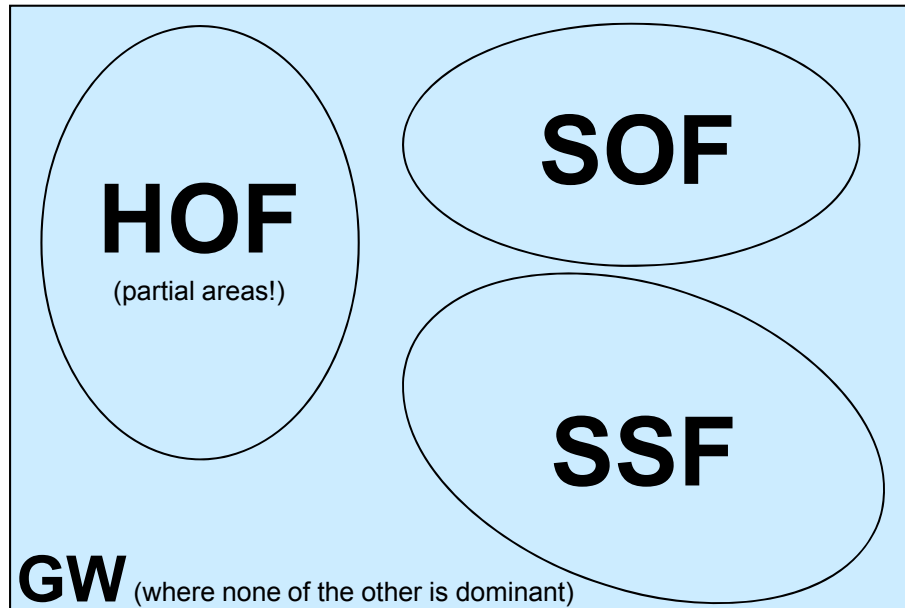 HOF
(partial areas!)
SOF
SSF
GW (where none of the other is dominant)